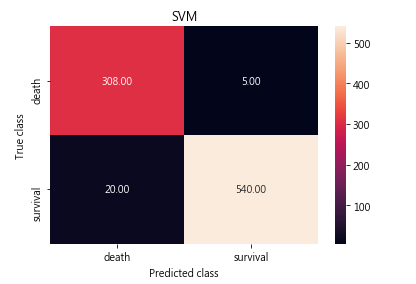 SVM
500
400
300
200
100
True class
death
survival
308.00
5.00
20.00
540.00
death
survival
Predicted class